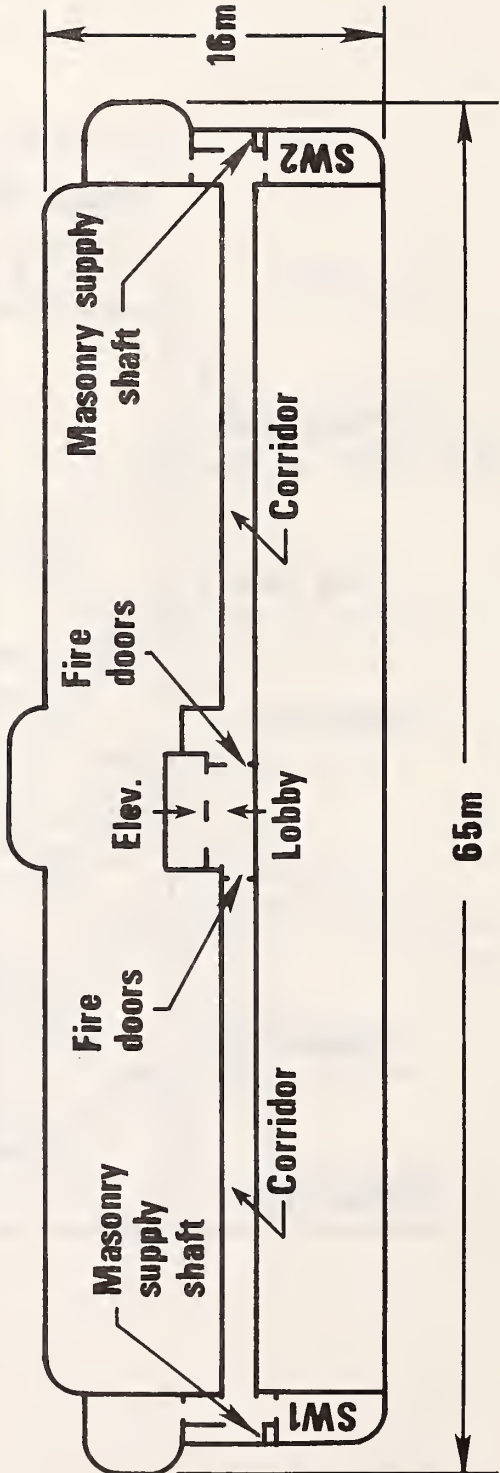 16m
Masonry supply
shaft
SW2
Fire
doors
Corridor
Elev.
Lobby
65m
Fire
doors
Corridor
Masonry
supply
shaft
SW1